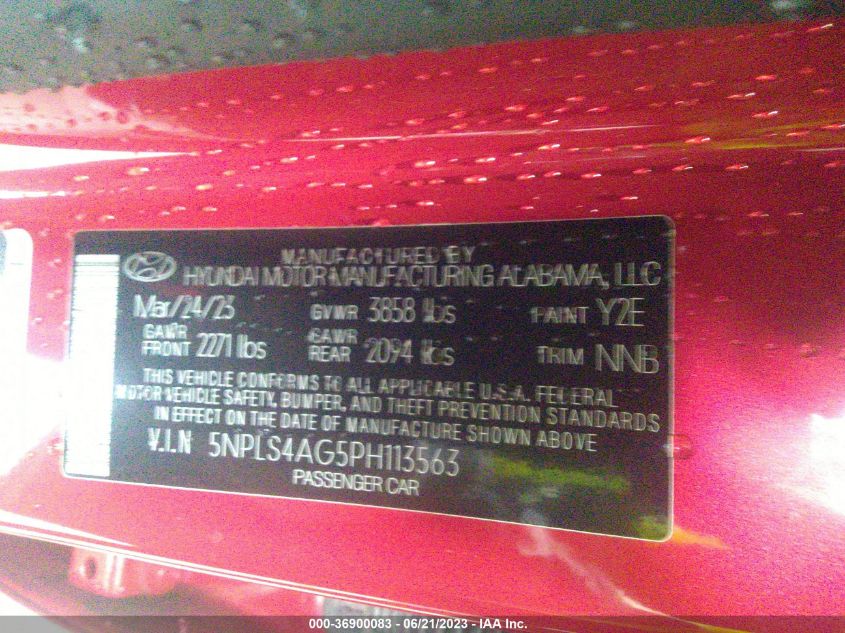 MANUFACTURED BY
HYUNDAI MOTOR MANUFACTURING ALABAMA, LLC
Mar/24/23 GVWR 3858 lbs PAINT Y2E
GAWR FRONT 2271 lbs GAWR REAR 2094 lbs TRIM NNB
THIS VEHICLE CONFORMS TO ALL APPLICABLE U.S.A. FEDERAL
MOTOR VEHICLE SAFETY, BUMPER, AND THEFT PREVENTION STANDARDS
IN EFFECT ON THE DATE OF MANUFACTURE SHOWN ABOVE
V.I.N 5NPLS4AG5PH113563
PASSENGER CAR
000-36900083 - 06/21/2023 - IAA Inc.